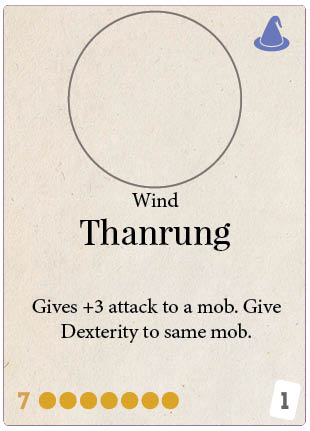 Wind
Thanrung
Gives +3 attack to a mob. Give
Dexterity to same mob.
7
1